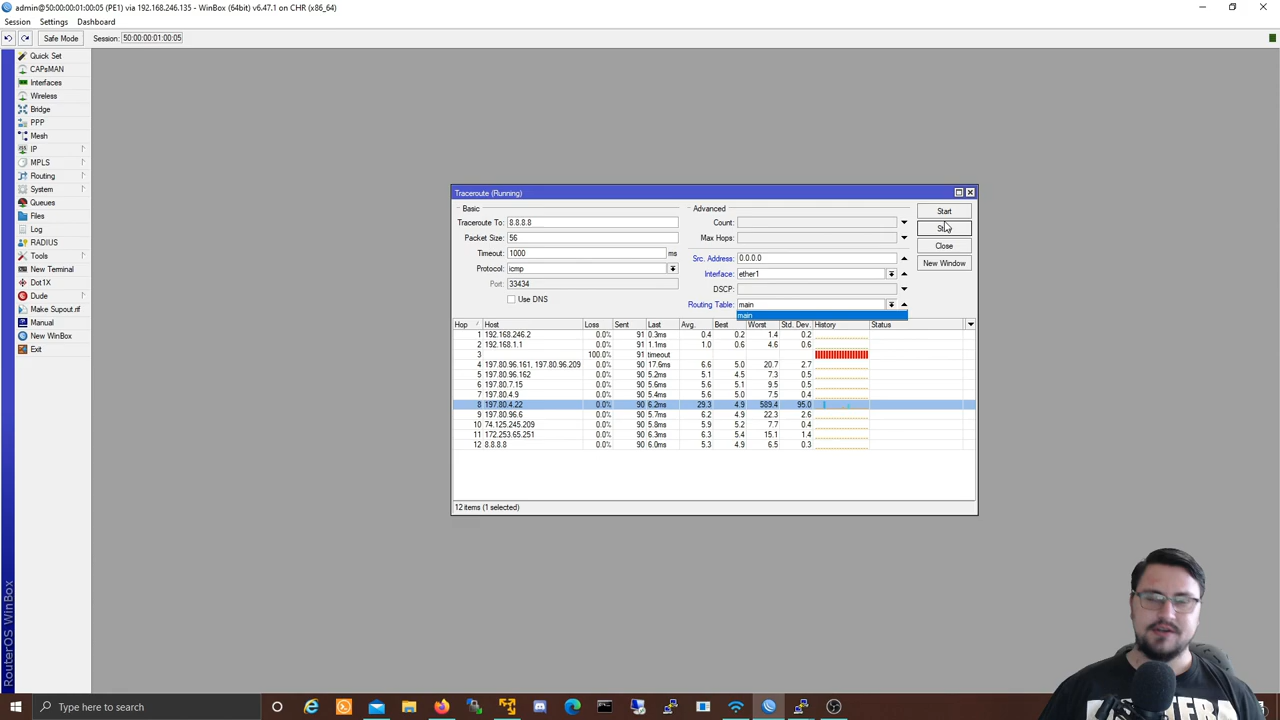 admin@50:00:00:01:00:05 (PE1) via 192.168.246.135 - WinBox (64bit) v6.47.1 on CHR (x86_64)
Session Settings Dashboard
Safe Mode Session: 50:00:00:01:00:05
Quick Set
CAPsMAN
Interfaces
Wireless
Bridge
PPP
Mesh
IP
MPLS
Routing
System
Queues
Files
Log
RADIUS
Tools
New Terminal
Dot1X
Dude
Make Supout.rif
Manual
New WinBox
Exit
RouterOS WinBox
Traceroute (Running)
Basic
Traceroute To: 8.8.8.8
Packet Size: 56
Timeout: 1000 ms
Protocol: icmp
Port: 33434
Use DNS
Advanced
Count:
Max Hops:
Src. Address: 0.0.0.0
Interface: ether1
DSCP:
Routing Table: main
main
Start
Close
New Window
Hop Host Loss Sent Last Avg. Best Worst Std. Dev. History Status
1 192.168.246.2 0.0% 91 0.3ms 0.4 0.2 1.4 0.2
2 192.168.1.1 0.0% 91 1.1ms 1.0 0.6 4.6 0.6
3 100.0% 91 timeout
4 197.80.96.161, 197.80.96.209 0.0% 90 17.6ms 6.6 5.0 20.7 2.7
5 197.80.96.162 0.0% 90 5.2ms 5.1 4.5 7.3 0.5
6 197.80.7.15 0.0% 90 5.6ms 5.6 5.1 9.5 0.5
7 197.80.4.9 0.0% 90 5.4ms 5.6 5.0 7.5 0.4
8 197.80.4.22 0.0% 90 6.2ms 29.3 4.9 589.4 95.0
9 197.80.96.6 0.0% 90 5.7ms 6.2 4.9 22.3 2.6
10 74.125.245.209 0.0% 90 5.8ms 5.9 5.2 7.7 0.4
11 172.253.65.251 0.0% 90 6.3ms 6.3 5.4 15.1 1.4
12 8.8.8.8 0.0% 90 6.0ms 5.3 4.9 6.5 0.3
12 items (1 selected)
Type here to search